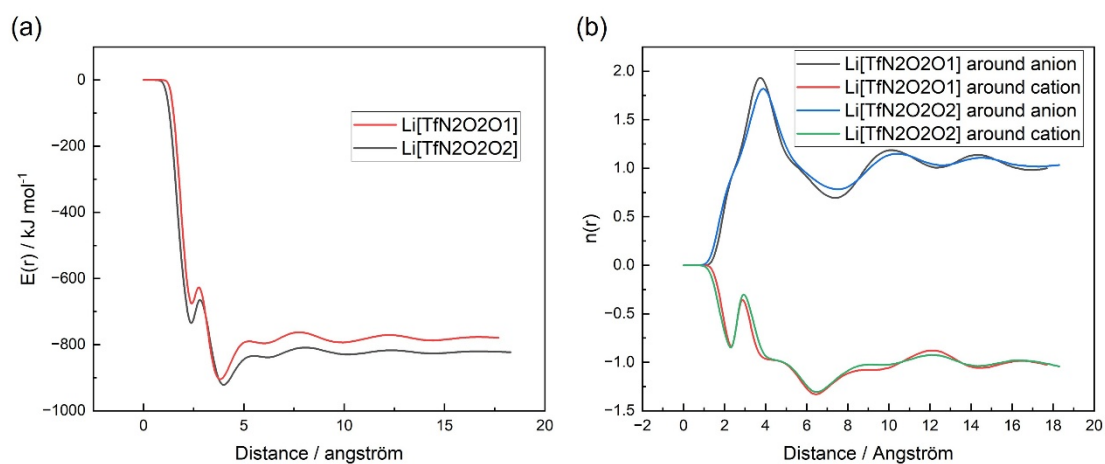 (a)
0
−200
−400
−600
−800
−1000
E(r) / kJ mol⁻¹
Li[TfN2O2O1]
Li[TfN2O2O2]
0
5
10
15
20
Distance / angström
(b)
2.0
1.5
1.0
0.5
0.0
−0.5
−1.0
−1.5
n(r)
Li[TfN2O2O1] around anion
Li[TfN2O2O1] around cation
Li[TfN2O2O2] around anion
Li[TfN2O2O2] around cation
−2
0
2
4
6
8
10
12
14
16
18
20
Distance / Angström